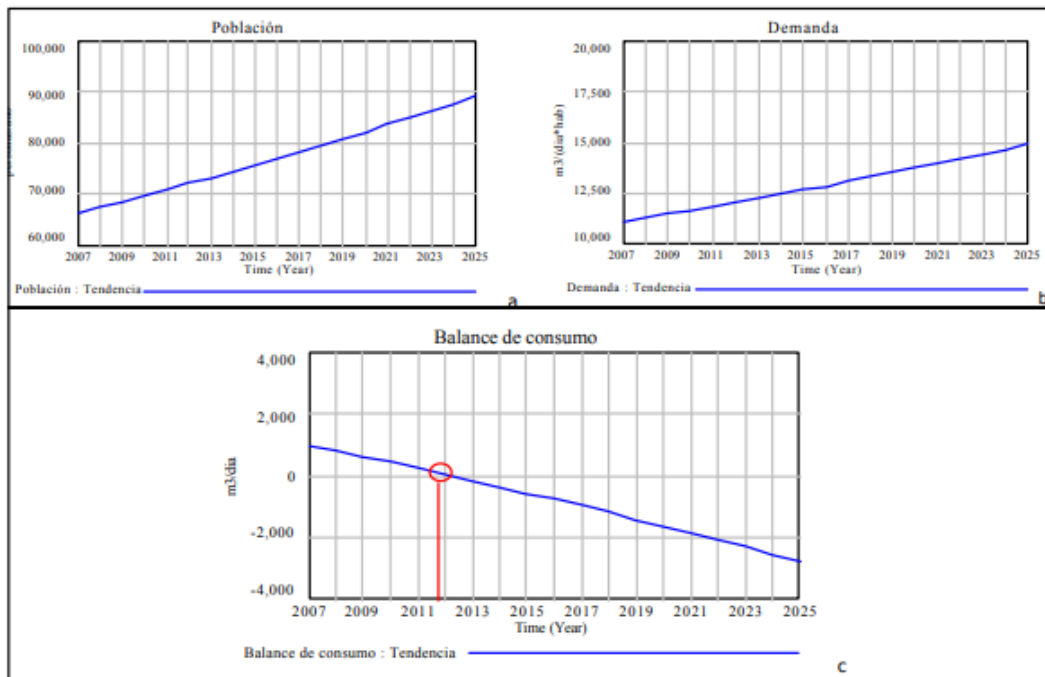 Población
100,000
90,000
80,000
70,000
60,000
2007 2009 2011 2013 2015 2017 2019 2021 2023 2025
Time (Year)
Población : Tendencia
a
Demanda
20,000
17,500
15,000
12,500
10,000
m3/(dia*hab)
2007 2009 2011 2013 2015 2017 2019 2021 2023 2025
Time (Year)
Demanda : Tendencia
b
Balance de consumo
4,000
2,000
0
-2,000
-4,000
m3/dia
2007 2009 2011 2013 2015 2017 2019 2021 2023 2025
Time (Year)
Balance de consumo : Tendencia
c